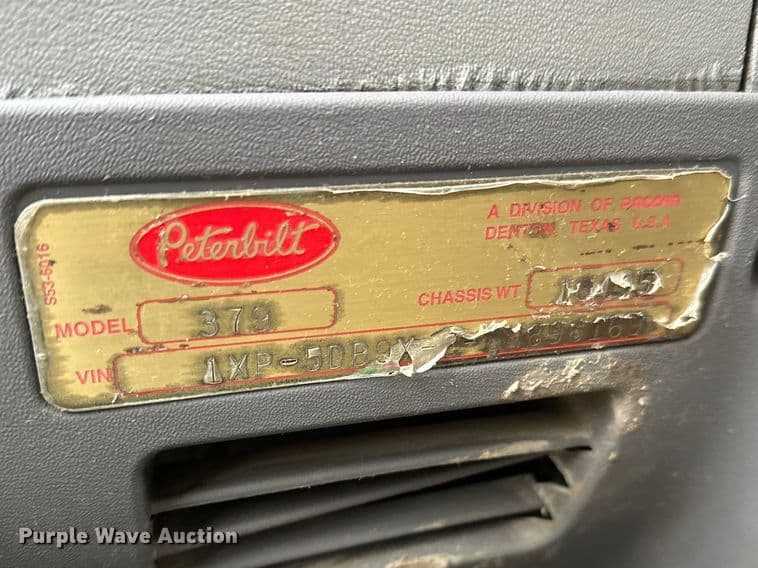 Peterbilt
A DIVISION OF PACCAR
DENTON, TEXAS U.S.A.
553-6016
MODEL 379
CHASSIS WT
VIN 1XP-5DB9X-
Purple Wave Auction